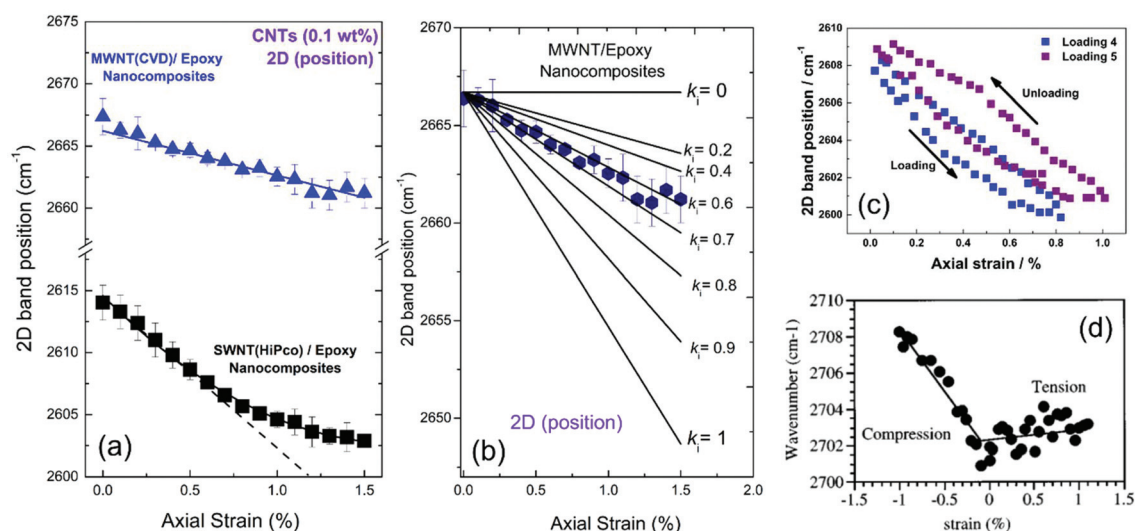 2675
2670
2665
2660
2615
2610
2605
2600
2D band position (cm-1)
CNTs (0.1 wt%)
2D (position)
MWNT(CVD)/ Epoxy
Nanocomposites
SWNT(HiPco) / Epoxy
Nanocomposites
(a)
0.0 0.5 1.0 1.5
Axial Strain (%)
2670
2665
2660
2655
2650
2D band position (cm-1)
MWNT/Epoxy
Nanocomposites
ki= 0
ki= 0.2
ki= 0.4
ki= 0.6
ki= 0.7
ki= 0.8
ki= 0.9
ki= 1
2D (position)
(b)
0.0 0.5 1.0 1.5 2.0
Axial Strain (%)
2610
2608
2606
2604
2602
2600
2D band position / cm-1
Loading 4
Loading 5
Unloading
Loading
(c)
0.0 0.2 0.4 0.6 0.8 1.0
Axial strain / %
2710
2708
2706
2704
2702
2700
Wavenumber (cm-1)
(d)
Tension
Compression
-1.5 -1 -0.5 0 0.5 1 1.5
strain (%)